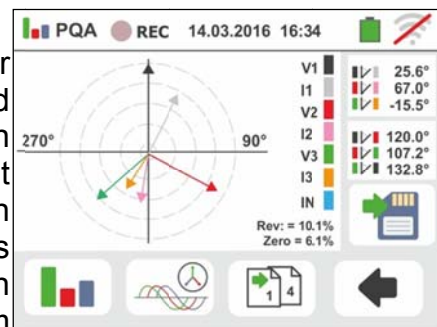 PQA REC 14.03.2016 16:34
r
d
n
t
n
s
n
n
270°
90°
V1
I1
V2
I2
V3
I3
IN
Rev: = 10.1%
Zero = 6.1%
25.6°
67.0°
-15.5°
120.0°
107.2°
132.8°
1 4